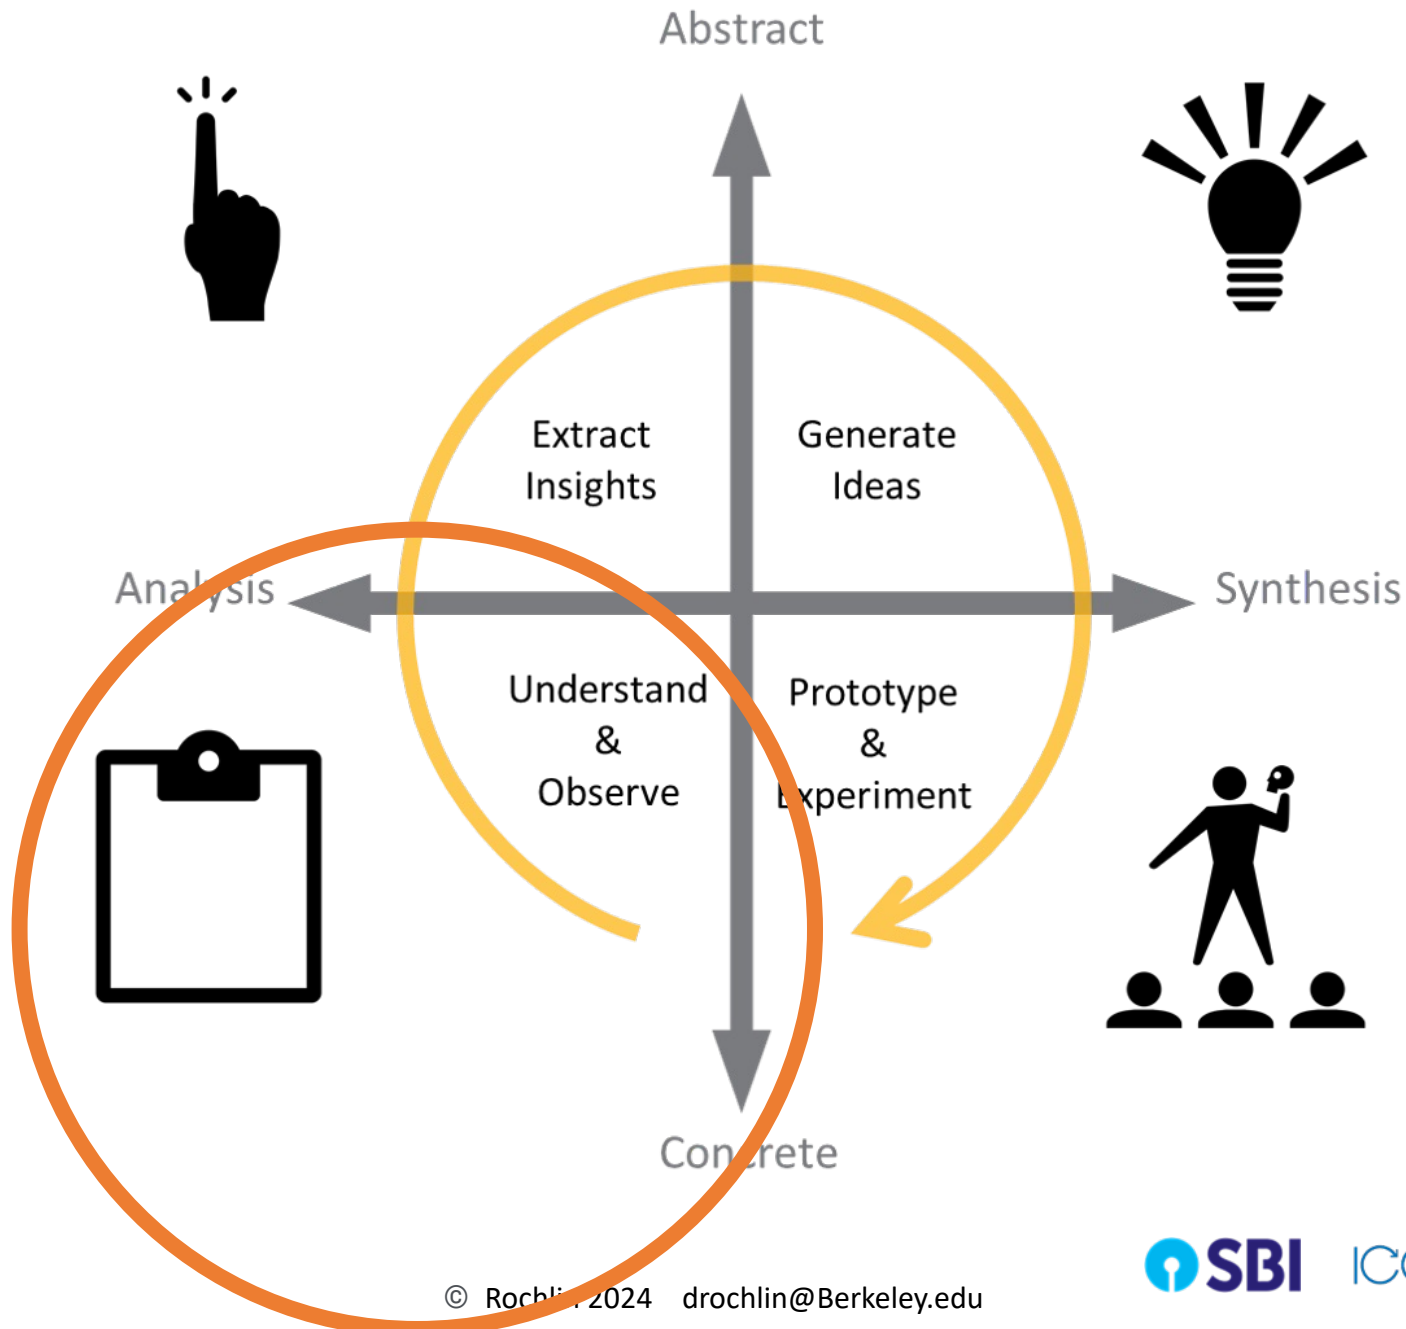 Abstract
Extract
Insights
Generate
Ideas
Analysis
Synthesis
Understand
&
Observe
Prototype
&
Experiment
Concrete
SBI
© Rochlin 2024 drochlin@Berkeley.edu